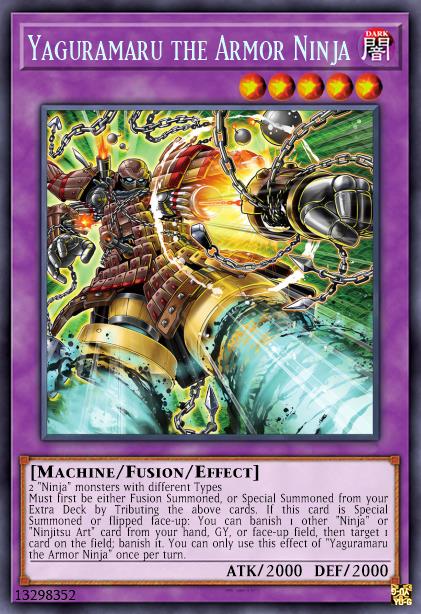 YAGURAMARU THE ARMOR NINJA
DARK
闇
[MACHINE/FUSION/EFFECT]
2 "Ninja" monsters with different Types
Must first be either Fusion Summoned, or Special Summoned from your
Extra Deck by Tributing the above cards. If this card is Special
Summoned or flipped face-up: You can banish 1 other "Ninja" or
"Ninjitsu Art" card from your hand, GY, or face-up field, then target 1
card on the field; banish it. You can only use this effect of "Yaguramaru
the Armor Ninja" once per turn.
ATK/2000 DEF/2000
13298352